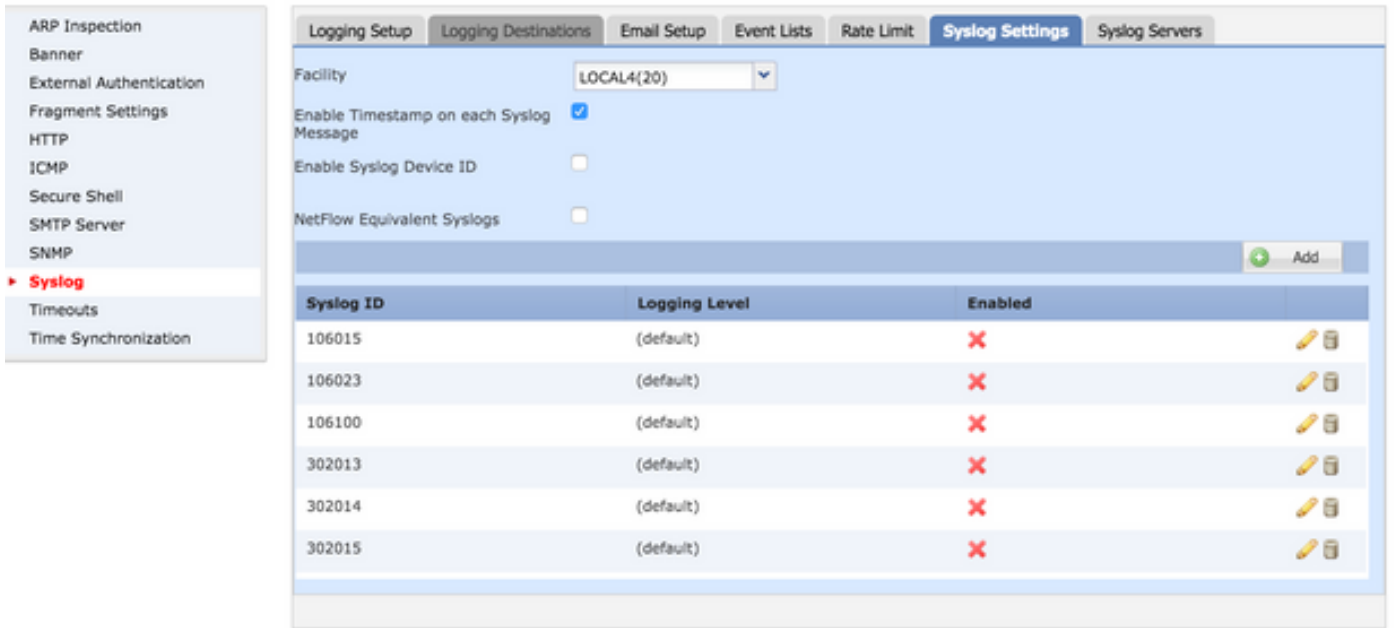 ARP Inspection
Banner
External Authentication
Fragment Settings
HTTP
ICMP
Secure Shell
SMTP Server
SNMP
Syslog
Timeouts
Time Synchronization
Logging Setup Logging Destinations Email Setup Event Lists Rate Limit Syslog Settings Syslog Servers
Facility LOCAL4(20)
Enable Timestamp on each Syslog
Message
Enable Syslog Device ID
NetFlow Equivalent Syslogs
Add
Syslog ID Logging Level Enabled
106015 (default)
106023 (default)
106100 (default)
302013 (default)
302014 (default)
302015 (default)